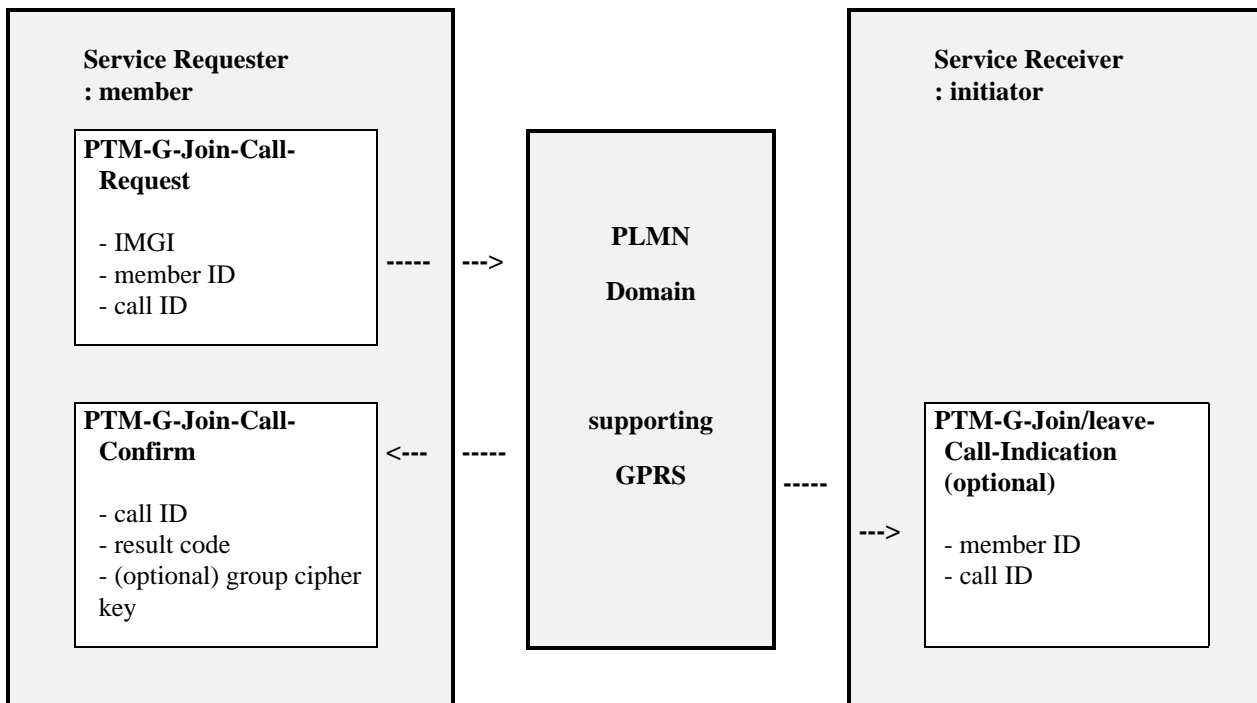 Service Requester
: member
PTM-G-Join-Call-
Request
- IMGI
- member ID
- call ID
----- --->
PTM-G-Join-Call-
Confirm
- call ID
- result code
- (optional) group cipher
key
<--- -----
PLMN
Domain
supporting
GPRS
----- --->
Service Receiver
: initiator
PTM-G-Join/leave-
Call-Indication
(optional)
- member ID
- call ID